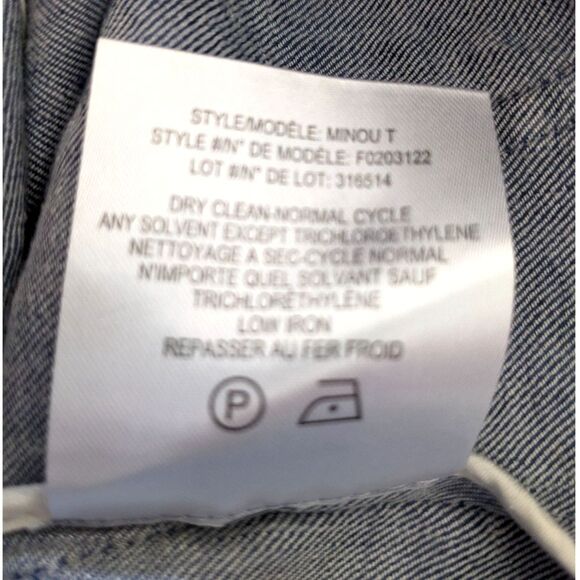 STYLE/MODÈLE: MINOU T
STYLE #/N° DE MODÈLE: F0203122
LOT #/N° DE LOT: 316514
DRY CLEAN-NORMAL CYCLE
ANY SOLVENT EXCEPT TRICHLOROETHYLENE
NETTOYAGE A SEC-CYCLE NORMAL
N'IMPORTE QUEL SOLVANT SAUF
TRICHLORÉTHYLÈNE
LOW IRON
REPASSER AU FER FROID
P